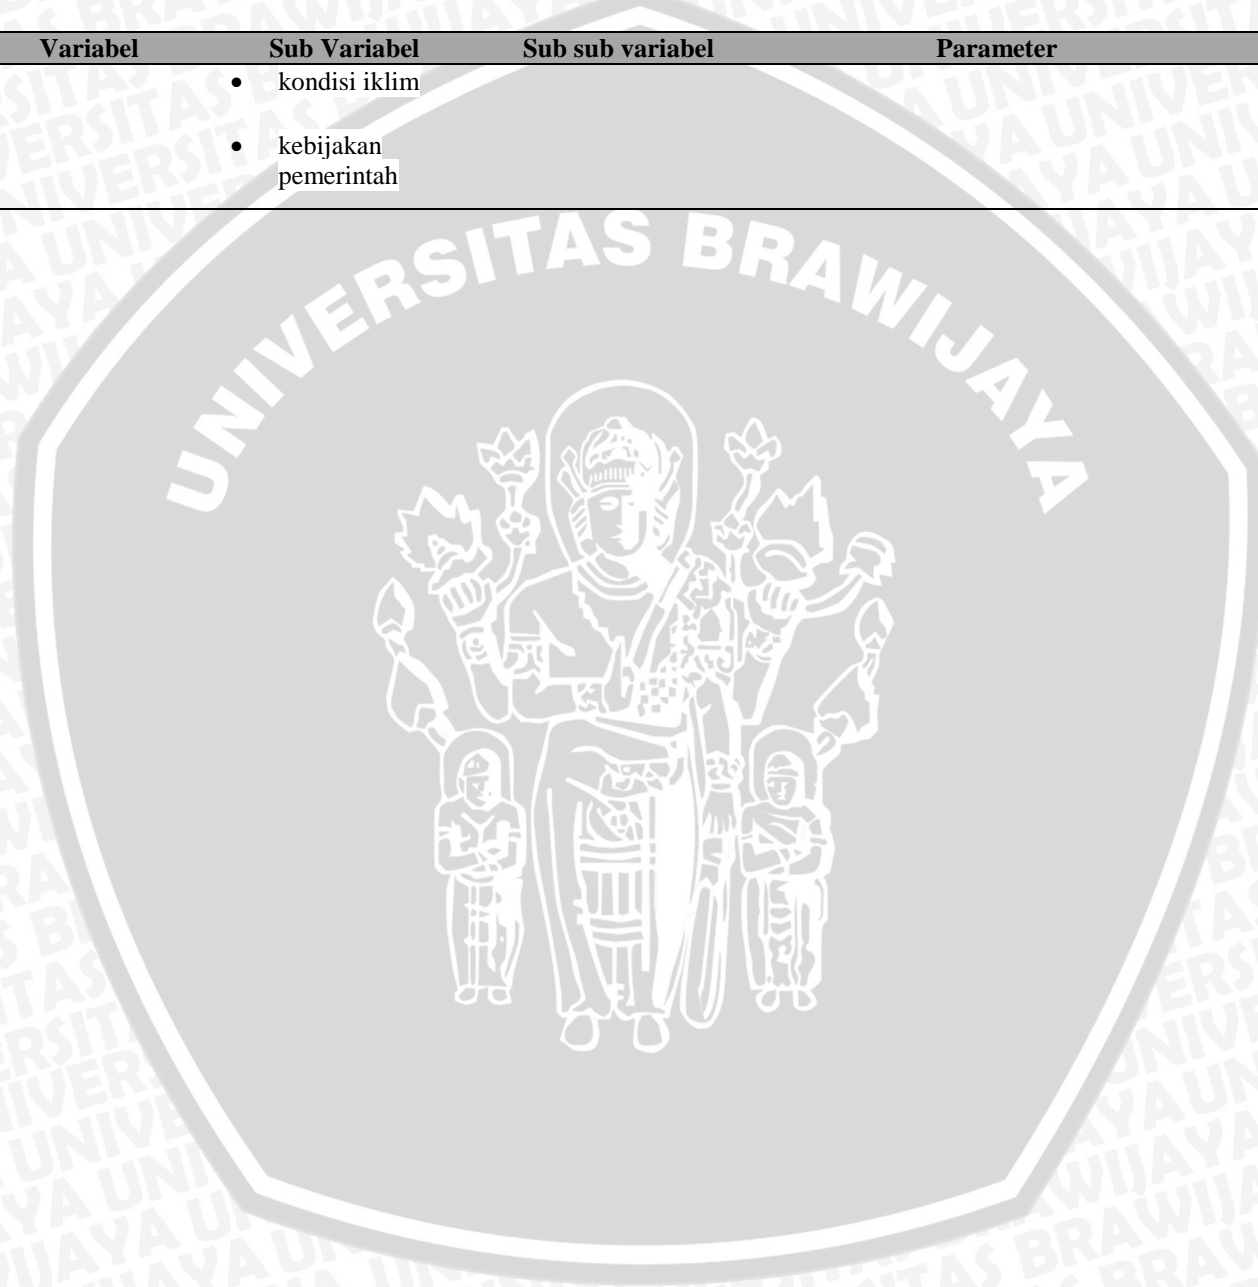 Variabel Sub Variabel Sub sub variabel Parameter
• kondisi iklim
• kebijakan
pemerintah
UNIVERSITAS BRAWIJAYA